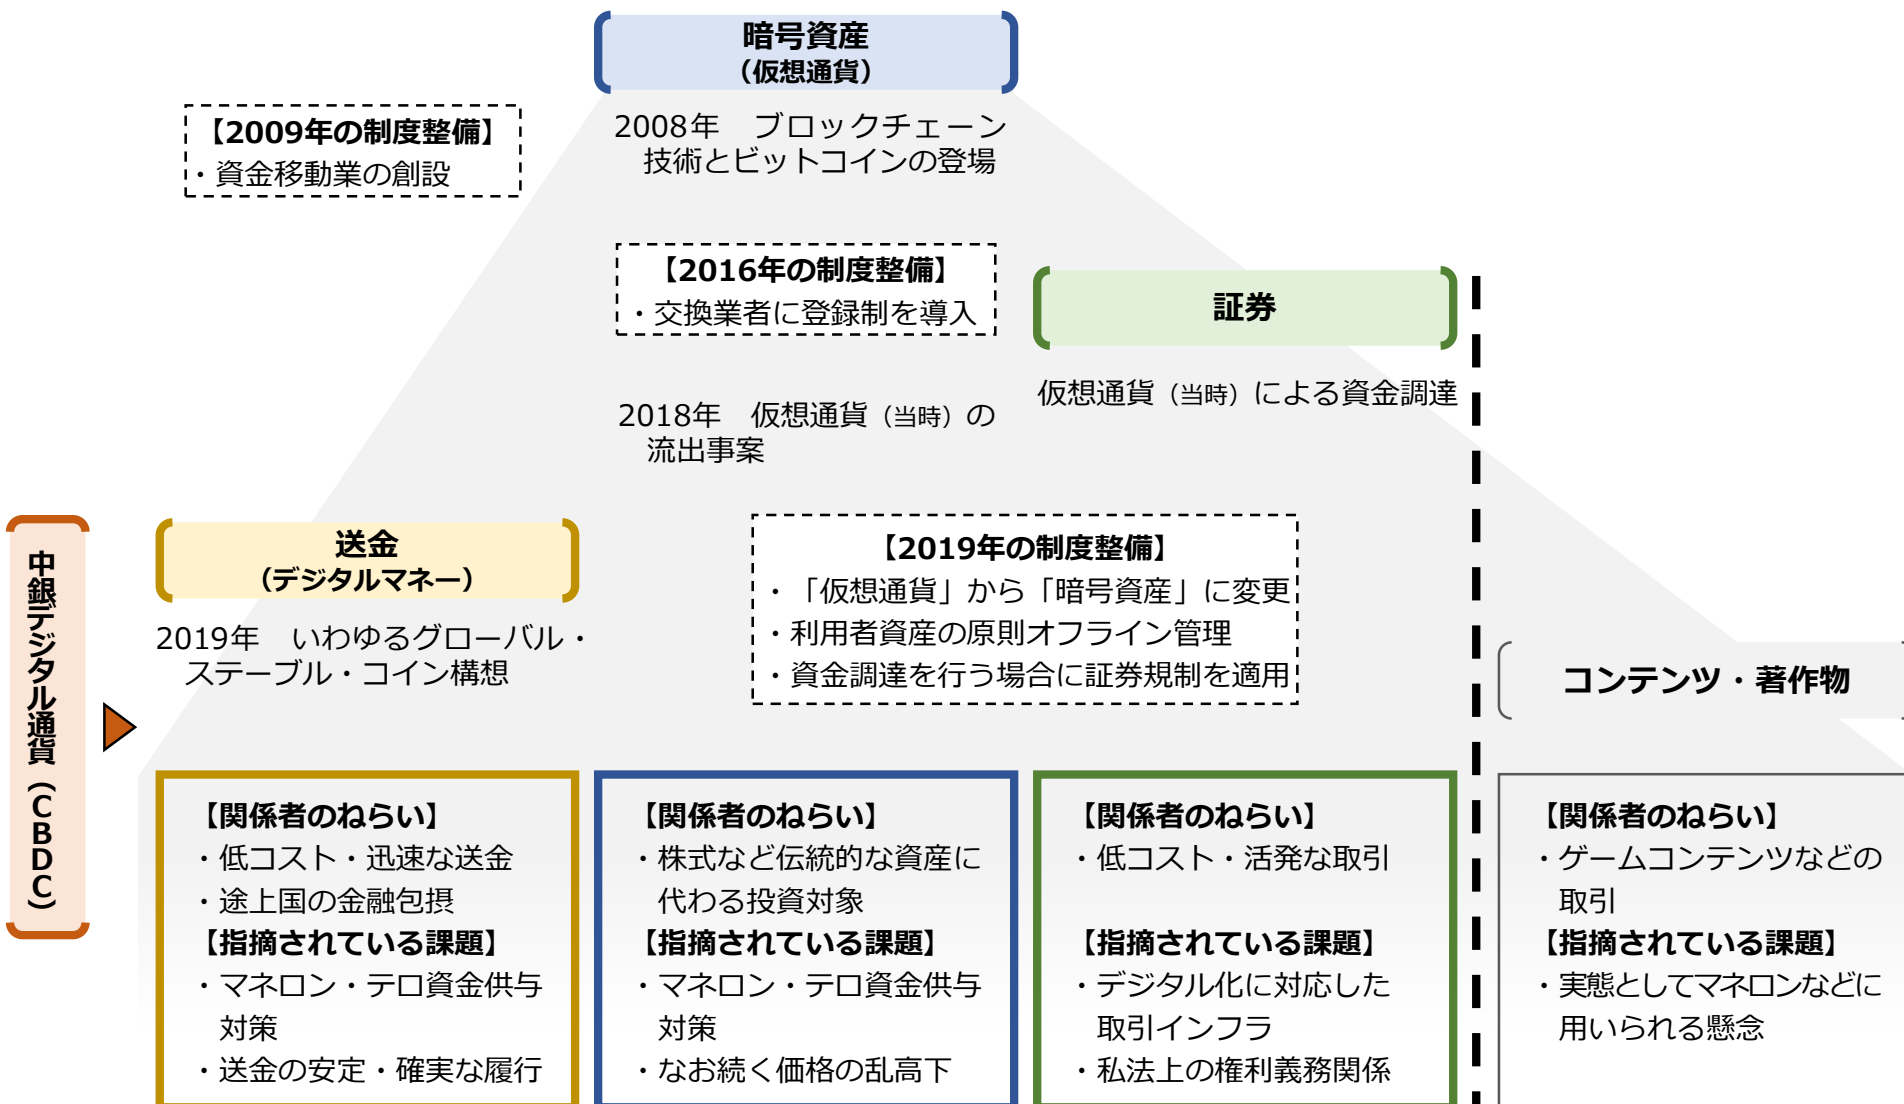 暗号資産
（仮想通貨）
【2009年の制度整備】
・資金移動業の創設
2008年　ブロックチェーン
技術とビットコインの登場
【2016年の制度整備】
・交換業者に登録制を導入
証券
2018年　仮想通貨（当時）の
流出事案
仮想通貨（当時）による資金調達
中銀デジタル通貨（CBDC）
送金
（デジタルマネー）
2019年　いわゆるグローバル・
ステーブル・コイン構想
【2019年の制度整備】
・「仮想通貨」から「暗号資産」に変更
・利用者資産の原則オフライン管理
・資金調達を行う場合に証券規制を適用
コンテンツ・著作物
【関係者のねらい】
・低コスト・迅速な送金
・途上国の金融包摂
【指摘されている課題】
・マネロン・テロ資金供与
対策
・送金の安定・確実な履行
【関係者のねらい】
・株式など伝統的な資産に
代わる投資対象
【指摘されている課題】
・マネロン・テロ資金供与
対策
・なお続く価格の乱高下
【関係者のねらい】
・低コスト・活発な取引
【指摘されている課題】
・デジタル化に対応した
取引インフラ
・私法上の権利義務関係
【関係者のねらい】
・ゲームコンテンツなどの
取引
【指摘されている課題】
・実態としてマネロンなどに
用いられる懸念